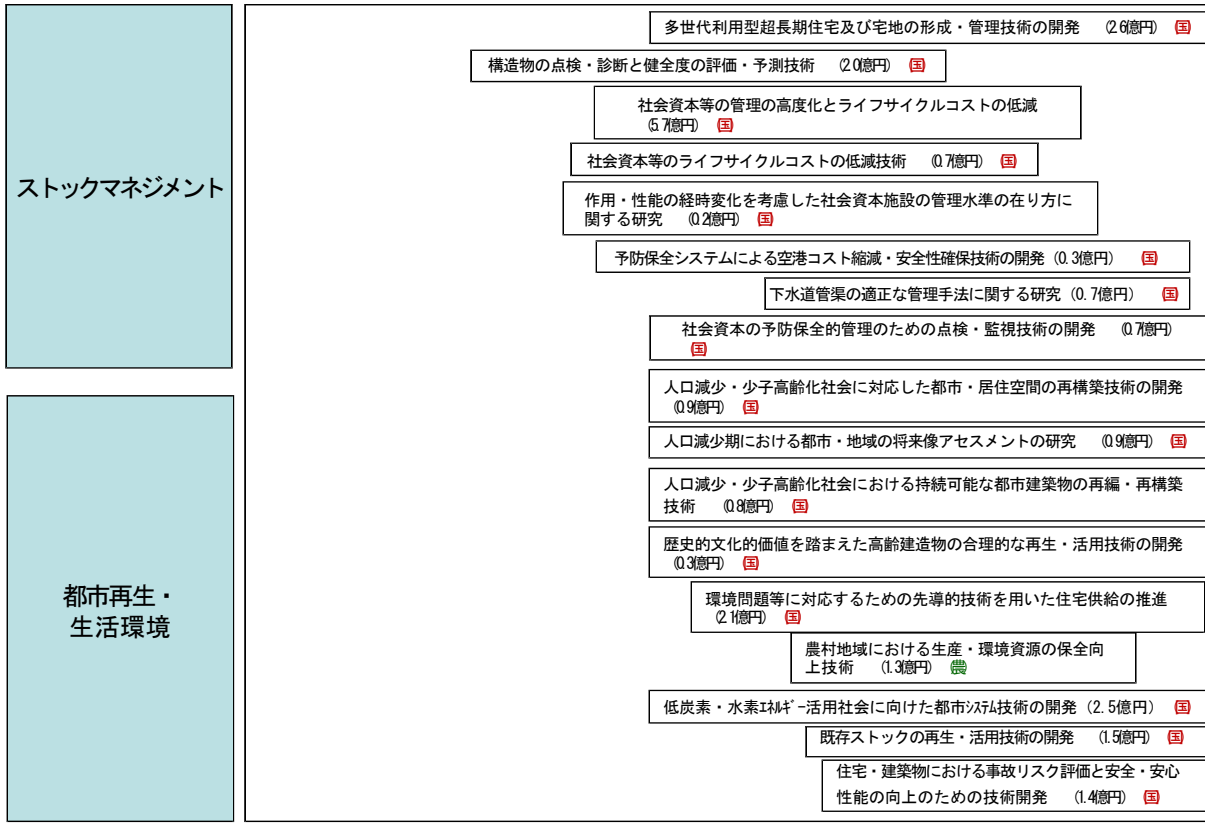 ストックマネジメント
多世代利用型超長期住宅及び宅地の形成・管理技術の開発 (2.6億円) 国
構造物の点検・診断と健全度の評価・予測技術 (2.0億円) 国
社会資本等の管理の高度化とライフサイクルコストの低減
(5.7億円) 国
社会資本等のライフサイクルコストの低減技術 (0.7億円) 国
作用・性能の経時変化を考慮した社会資本施設の管理水準の在り方に
関する研究 (0.2億円) 国
予防保全システムによる空港コスト縮減・安全性確保技術の開発 (0.3億円) 国
下水道管渠の適正な管理手法に関する研究 (0.7億円) 国
社会資本の予防保全的管理のための点検・監視技術の開発 (0.7億円)
国
都市再生・
生活環境
人口減少・少子高齢化社会に対応した都市・居住空間の再構築技術の開発
(0.9億円) 国
人口減少期における都市・地域の将来像アセスメントの研究 (0.9億円) 国
人口減少・少子高齢化社会における持続可能な都市建築物の再編・再構築
技術 (0.8億円) 国
歴史的文化的価値を踏まえた高齢建造物の合理的な再生・活用技術の開発
(0.3億円) 国
環境問題等に対応するための先導的技術を用いた住宅供給の推進
(2.1億円) 国
農村地域における生産・環境資源の保全向
上技術 (1.3億円) 農
低炭素・水素ｴﾈﾙｷﾞｰ活用社会に向けた都市ｼｽﾃﾑ技術の開発 (2.5億円) 国
既存ストックの再生・活用技術の開発 (1.5億円) 国
住宅・建築物における事故リスク評価と安全・安心
性能の向上のための技術開発 (1.4億円) 国